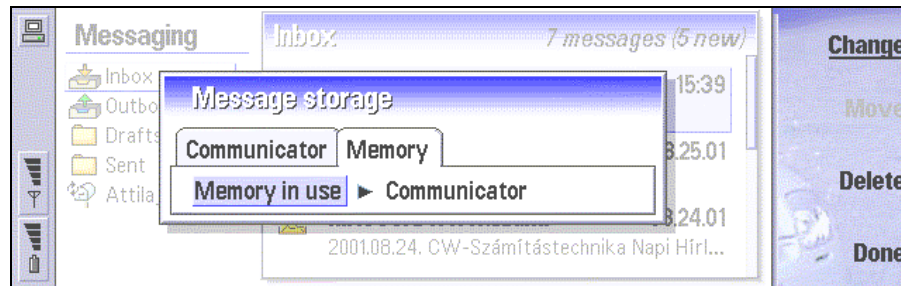 Messaging
Inbox
Outbo
Drafts
Sent
Attila
Inbox
7 messages (5 new)
15:39
8.25.01
8.24.01
2001.08.24. CW-Számítástechnika Napi Hírl...
Message storage
Communicator
Memory
Memory in use ► Communicator
Change
Move
Delete
Done